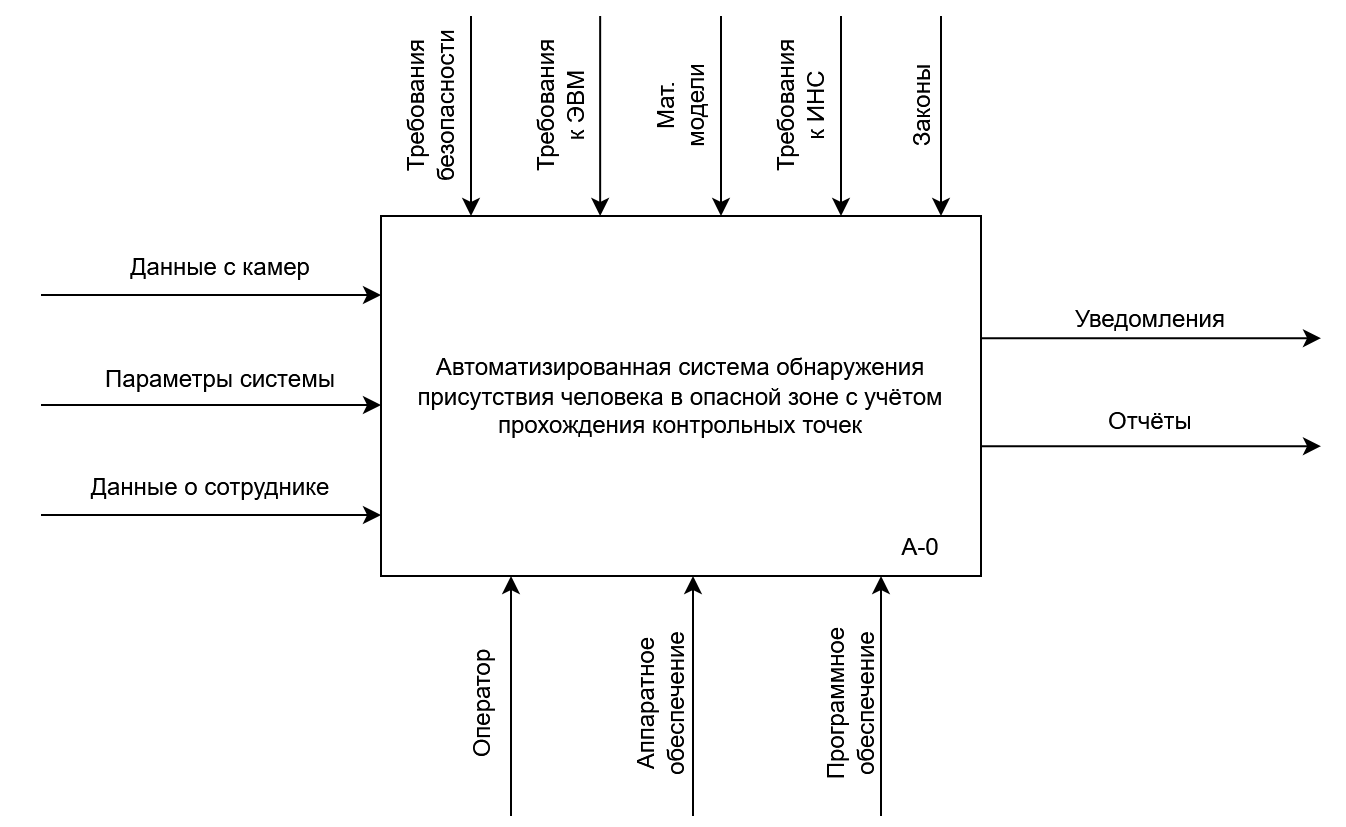 Требования
безопасности
Требования
к ЭВМ
Мат.
модели
Требования
к ИНС
Законы
Данные с камер
Параметры системы
Данные о сотруднике
Автоматизированная система обнаружения
присутствия человека в опасной зоне с учётом
прохождения контрольных точек
А-0
Уведомления
Отчёты
Оператор
Аппаратное
обеспечение
Программное
обеспечение